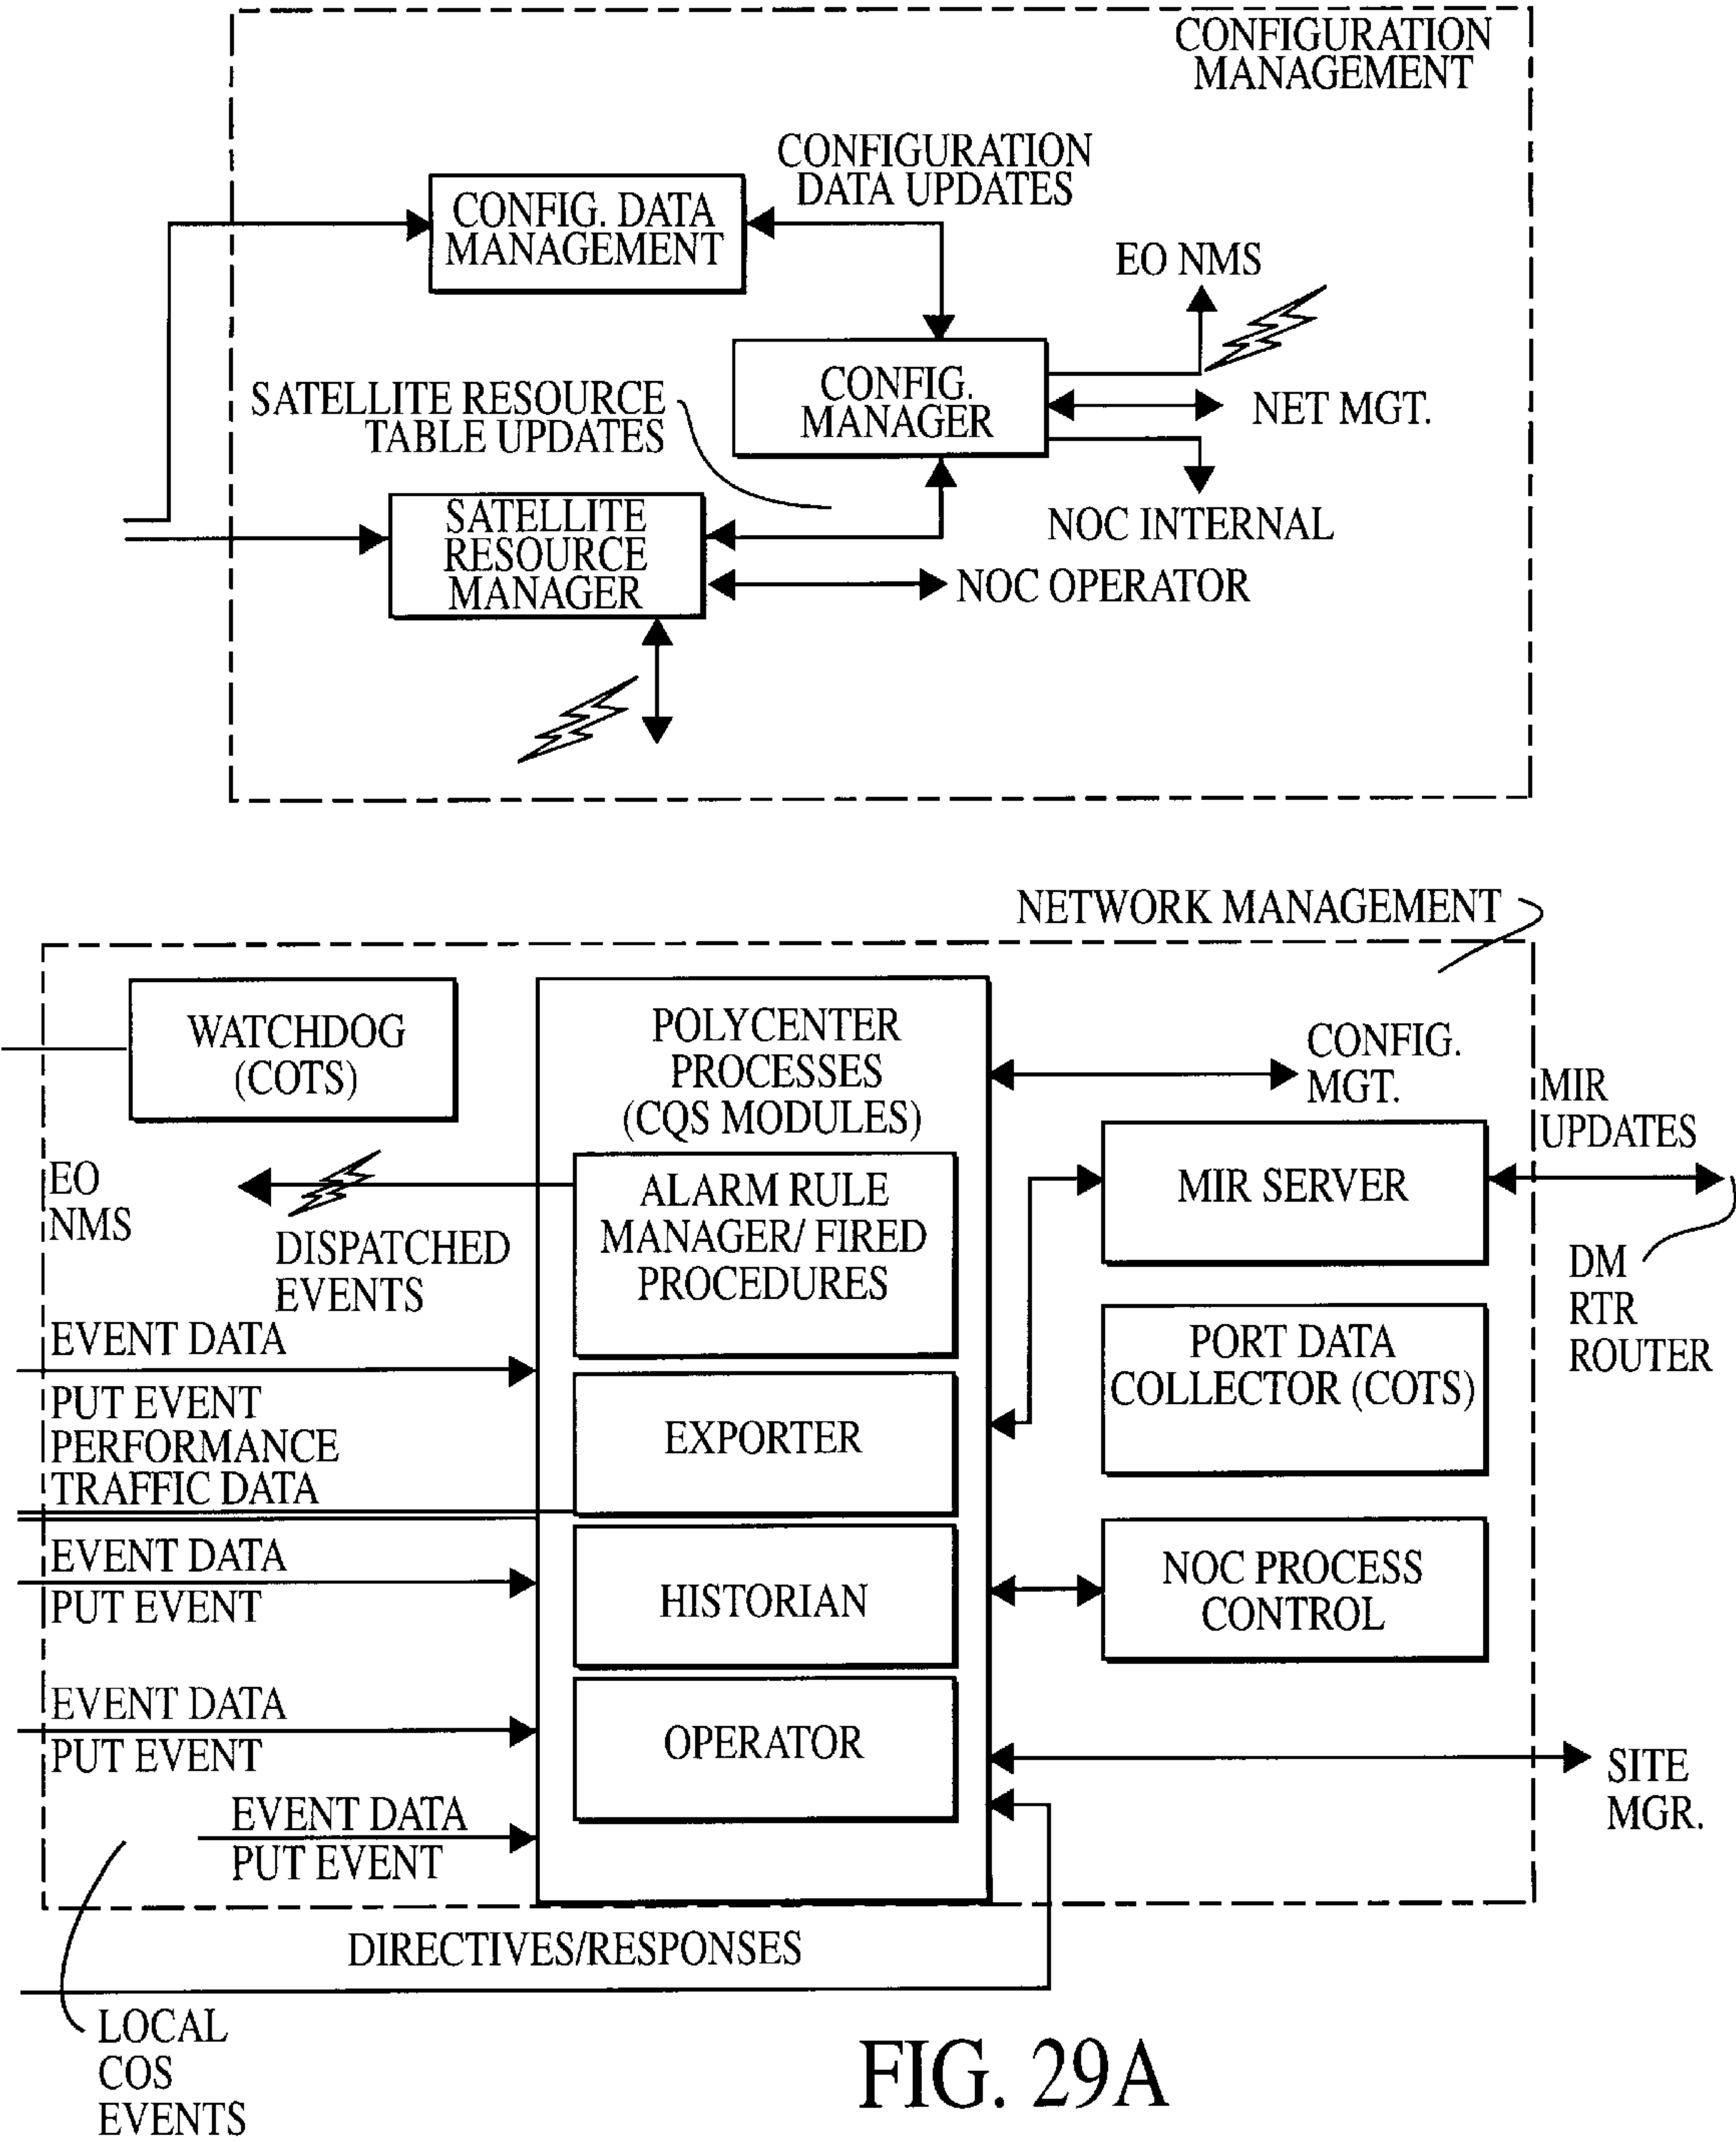 CONFIGURATION
MANAGEMENT
CONFIGURATION
DATA UPDATES
CONFIG. DATA
MANAGEMENT
EO NMS
CONFIG.
MANAGER
NET MGT.
SATELLITE RESOURCE
TABLE UPDATES
NOC INTERNAL
SATELLITE
RESOURCE
MANAGER
NOC OPERATOR
NETWORK MANAGEMENT
WATCHDOG
(COTS)
POLYCENTER
PROCESSES
(CQS MODULES)
CONFIG.
MGT.
MIR
UPDATES
EO
NMS
DISPATCHED
EVENTS
ALARM RULE
MANAGER/ FIRED
PROCEDURES
MIR SERVER
DM
RTR
ROUTER
EVENT DATA
PUT EVENT
PERFORMANCE
TRAFFIC DATA
EXPORTER
PORT DATA
COLLECTOR (COTS)
EVENT DATA
PUT EVENT
HISTORIAN
NOC PROCESS
CONTROL
EVENT DATA
PUT EVENT
OPERATOR
SITE
MGR.
EVENT DATA
PUT EVENT
DIRECTIVES/RESPONSES
LOCAL
COS
EVENTS
FIG. 29A